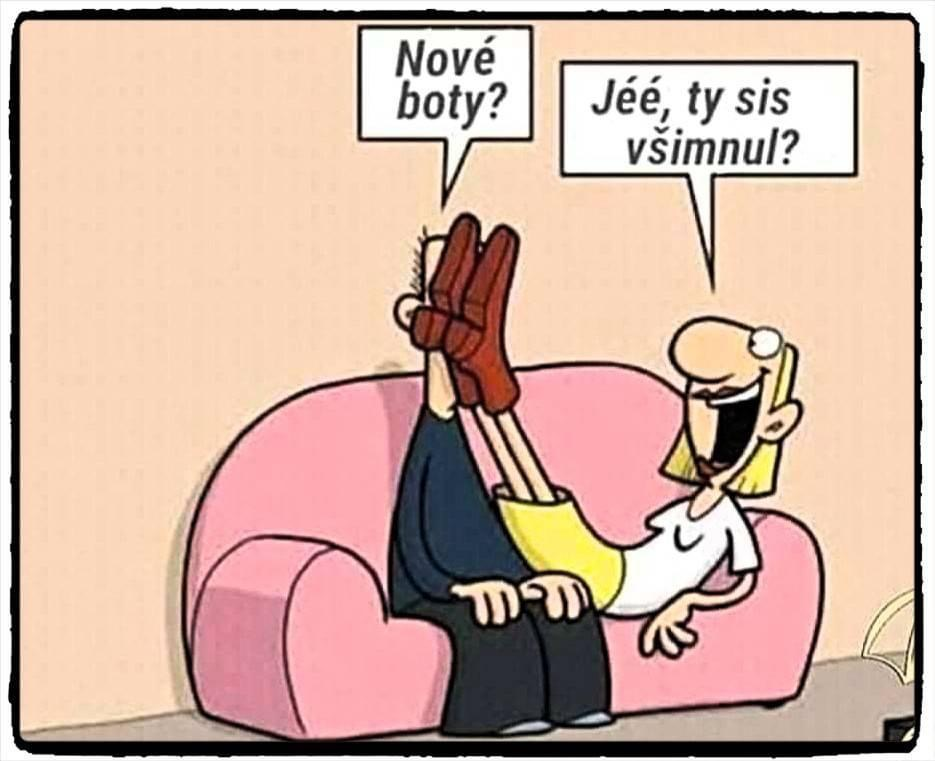 Nové
boty?
Jéé, ty sis
všimnul?